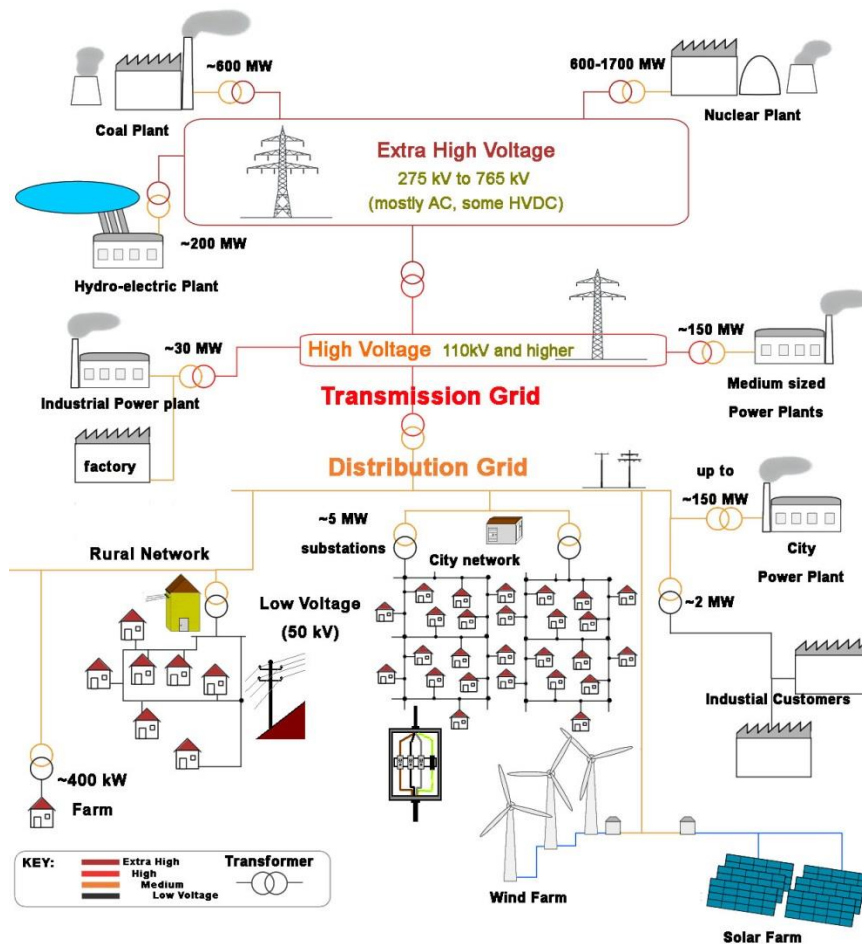 ~600 MW
Coal Plant
600-1700 MW
Nuclear Plant
Extra High Voltage
275 kV to 765 kV
(mostly AC, some HVDC)
~200 MW
Hydro-electric Plant
~30 MW
Industrial Power plant
factory
High Voltage 110kV and higher
~150 MW
Medium sized
Power Plants
Transmission Grid
Distribution Grid
up to
~150 MW
City
Power Plant
Rural Network
~5 MW
substations
City network
Low Voltage
(50 kV)
~2 MW
Industial Customers
~400 kW
Farm
Wind Farm
Solar Farm
KEY:
Extra High
High
Medium
Low Voltage
Transformer